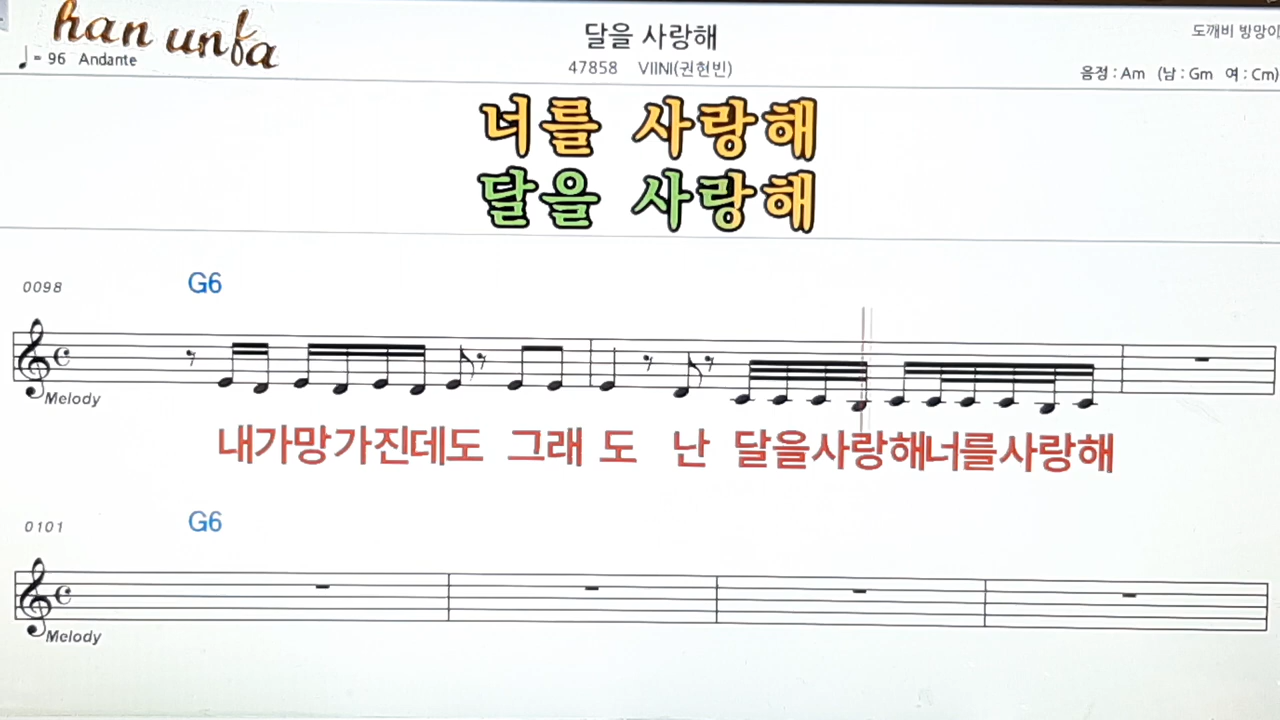 han unfa
♩= 96 Andante
달을 사랑해
47858 VIINI(권현빈)
도깨비 방망이
음정 : Am (남 : Gm 여 : Cm)
너를 사랑해
달을 사랑해
0098
G6
Melody
내가망가진데도 그래 도 난 달을사랑해너를사랑해
0101
G6
Melody